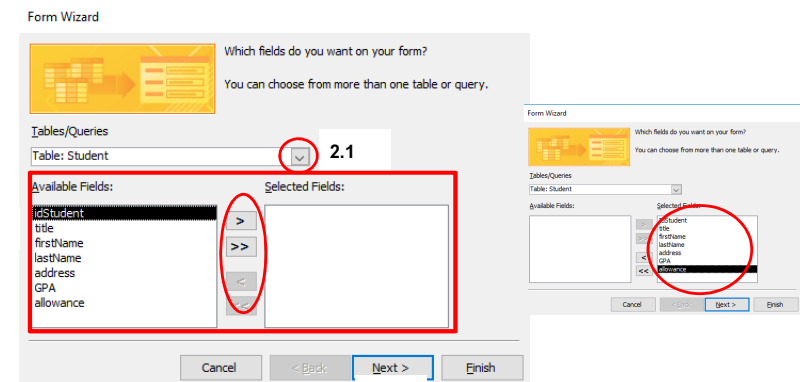 Form Wizard
Which fields do you want on your form?
You can choose from more than one table or query.
Tables/Queries
Table: Student
2.1
Available Fields:
Selected Fields:
idStudent
title
firstName
lastName
address
GPA
allowance
>
>>
<
<<
Cancel
< Back
Next >
Finish
Form Wizard
Which fields do you want on your form?
You can choose from more than one table or query.
Tables/Queries
Table: Student
Available Fields:
Selected Fields:
idStudent
title
firstName
lastName
address
GPA
allowance
>
>>
<
<<
Cancel
< Back
Next >
Finish